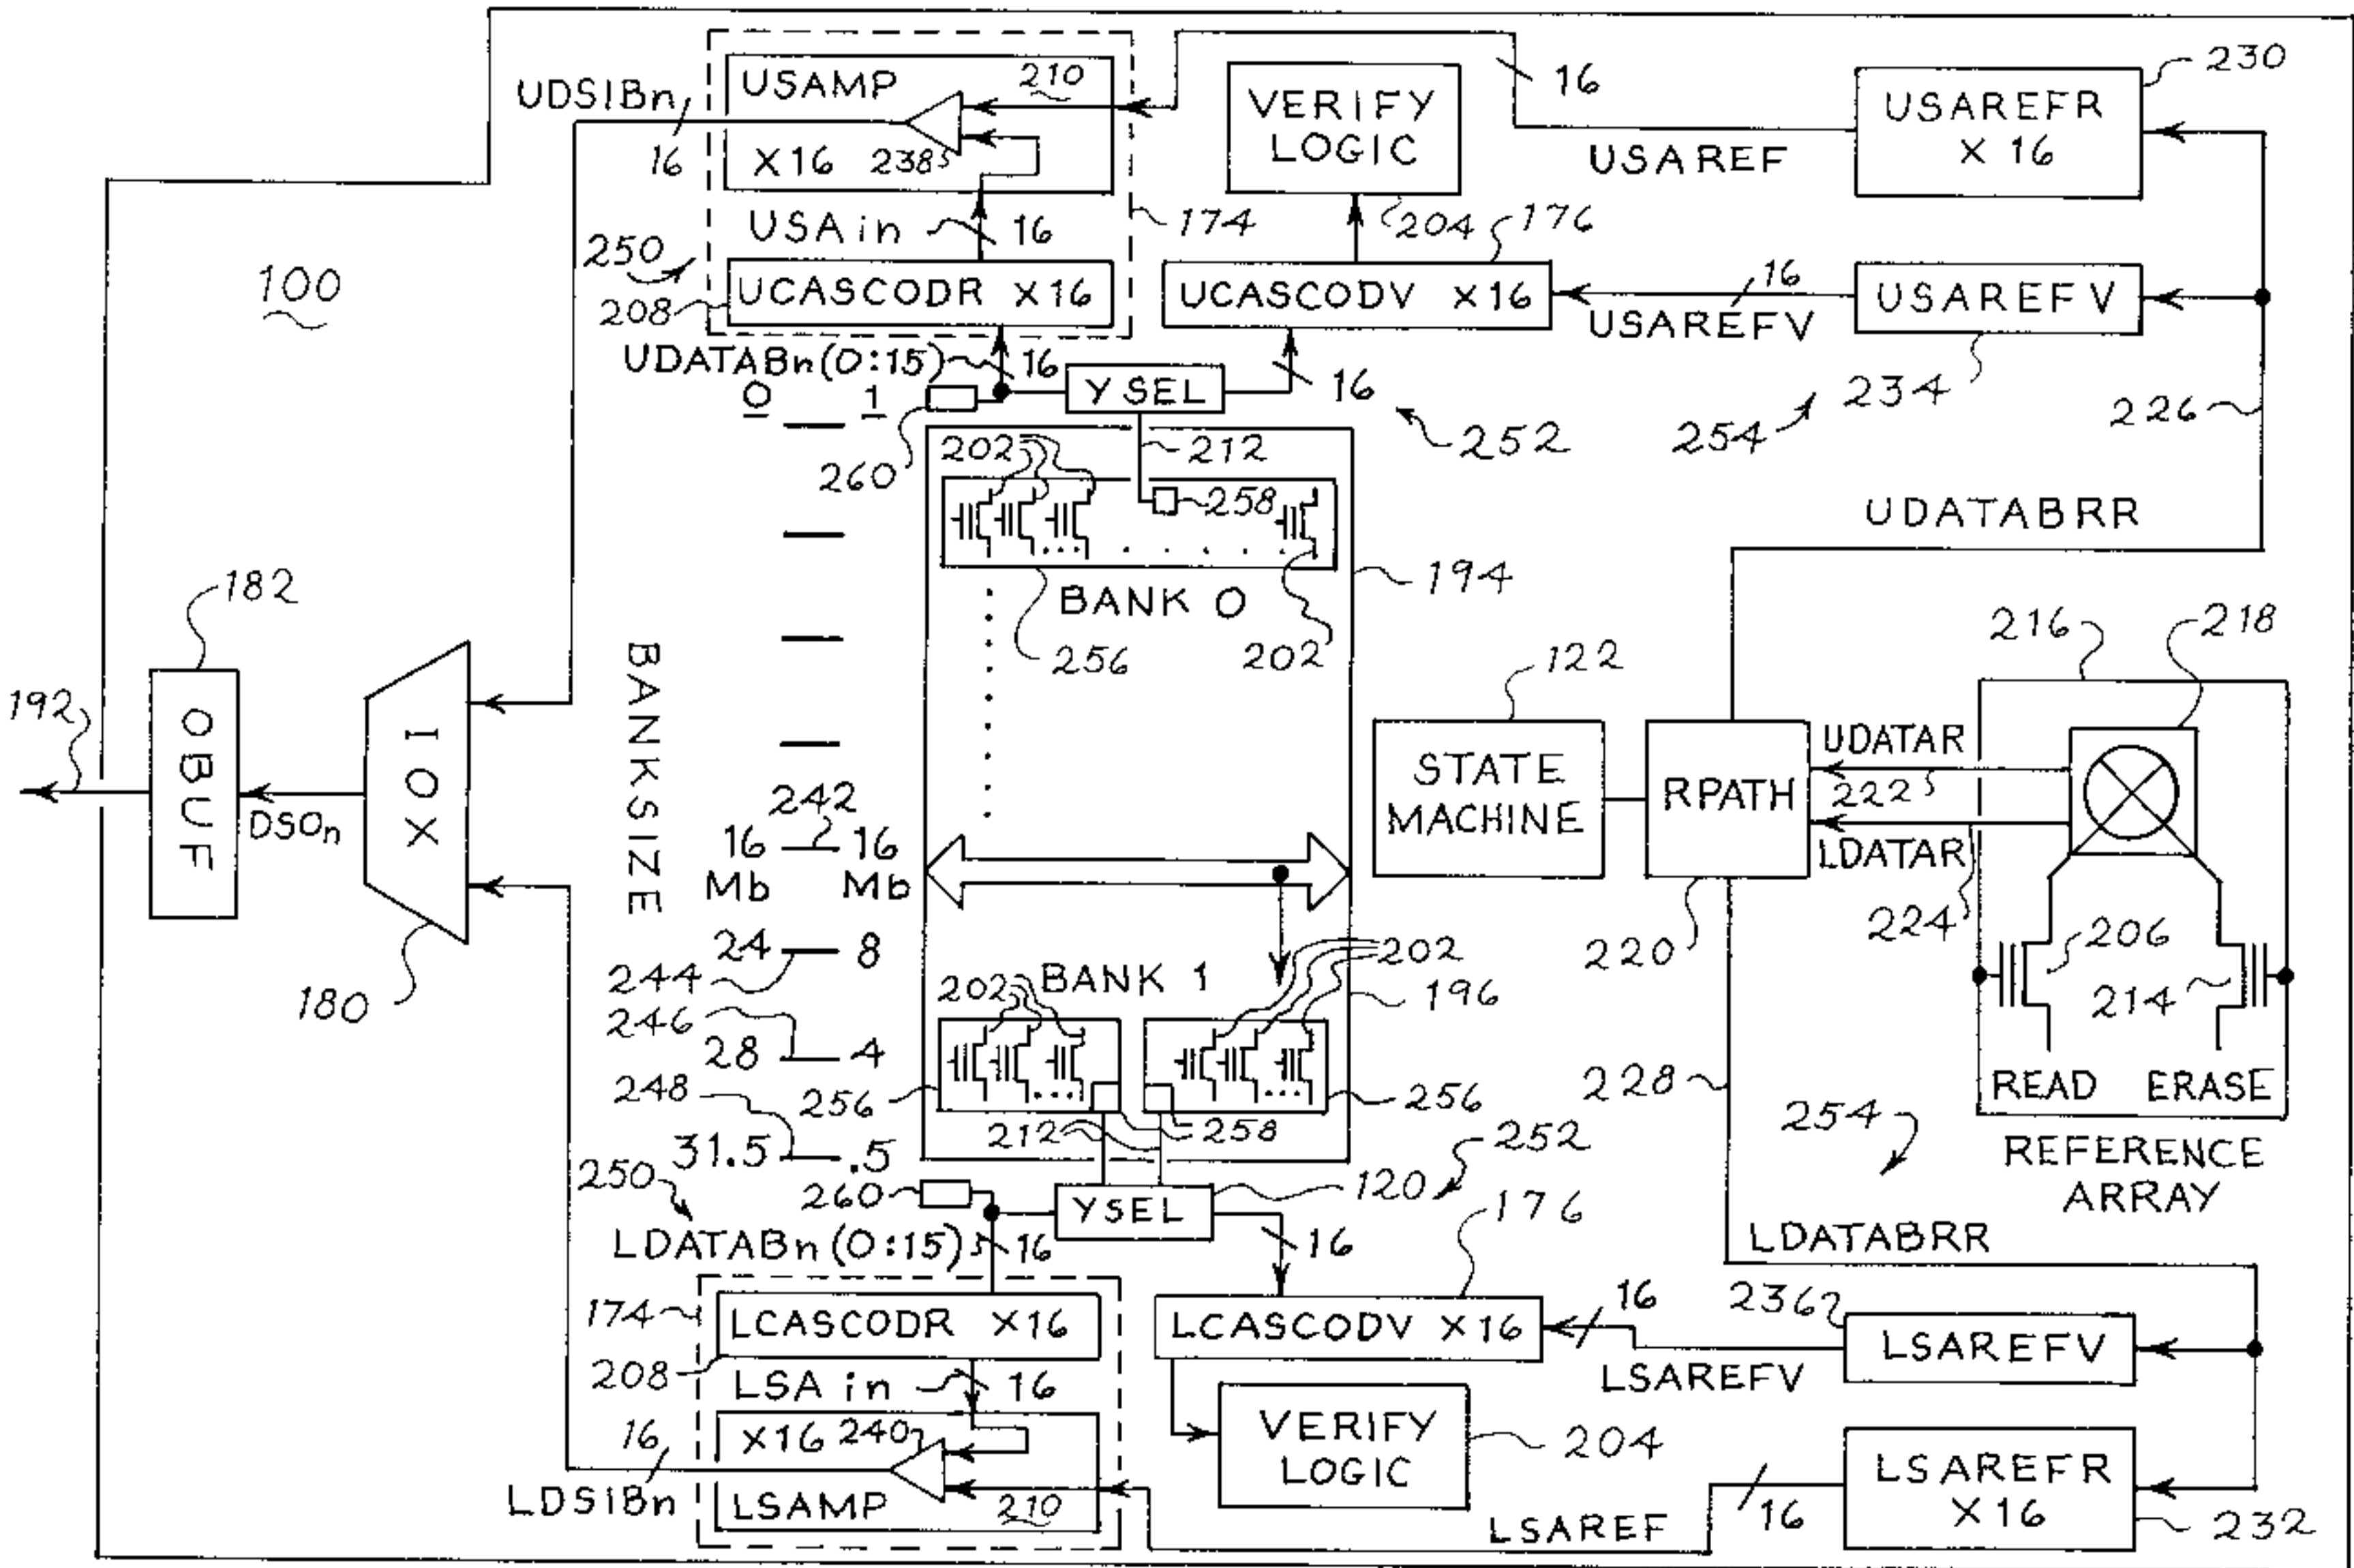 100
USAMP
210
X16
238
USAin
16
UCASCODR X16
208
250
174
UDSIBn
16
UDATABn(0:15)
16
VERIFY
LOGIC
204
176
UCASCODV X16
16
USAREF
16
USAREFV
USAREFR
X 16
230
USAREFV
234
254
226
YSEL
16
252
260
0 1
202
212
258
BANK 0
256
202
194
UDATABRR
182
192
OBUF
DSOn
IOX
180
BANKSIZE
242
16 16
Mb Mb
24 8
244
246
28 4
248
31.5 .5
122
STATE
MACHINE
RPATH
220
UDATAR
222
LDATAR
224
216
218
206
214
READ ERASE
REFERENCE
ARRAY
228
254
BANK 1
202
202
196
256
256
212
258
250
260
YSEL
120
252
LDATABn(0:15)
16
16
176
LDATABRR
174
LCASCODR X16
208
LSAin
16
X16
240
LSAMP
210
16
LDSIBn
LCASCODV X16
VERIFY
LOGIC
204
16
LSAREFV
236
LSAREFV
LSAREFR
X16
232
16
LSAREF